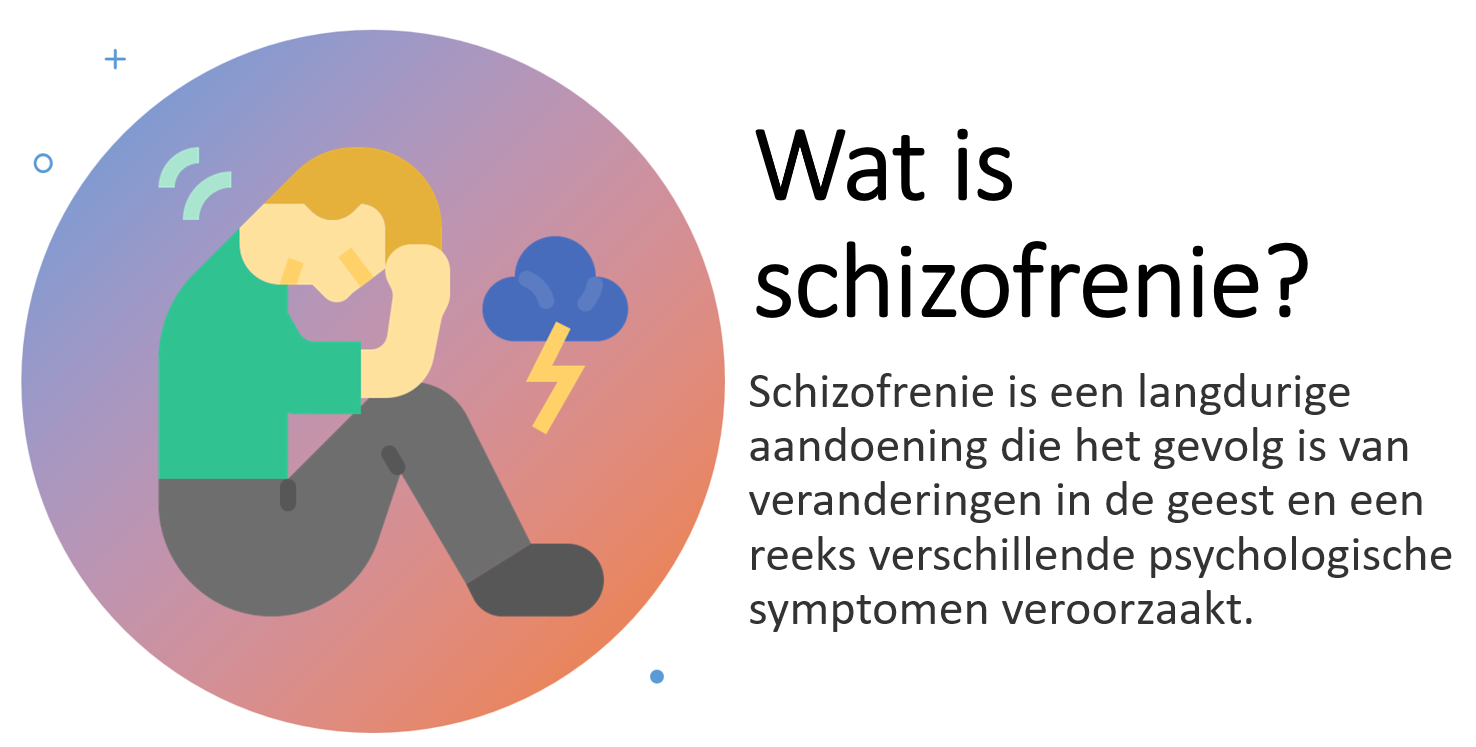 Wat is
schizofrenie?
Schizofrenie is een langdurige
aandoening die het gevolg is van
veranderingen in de geest en een
reeks verschillende psychologische
symptomen veroorzaakt.